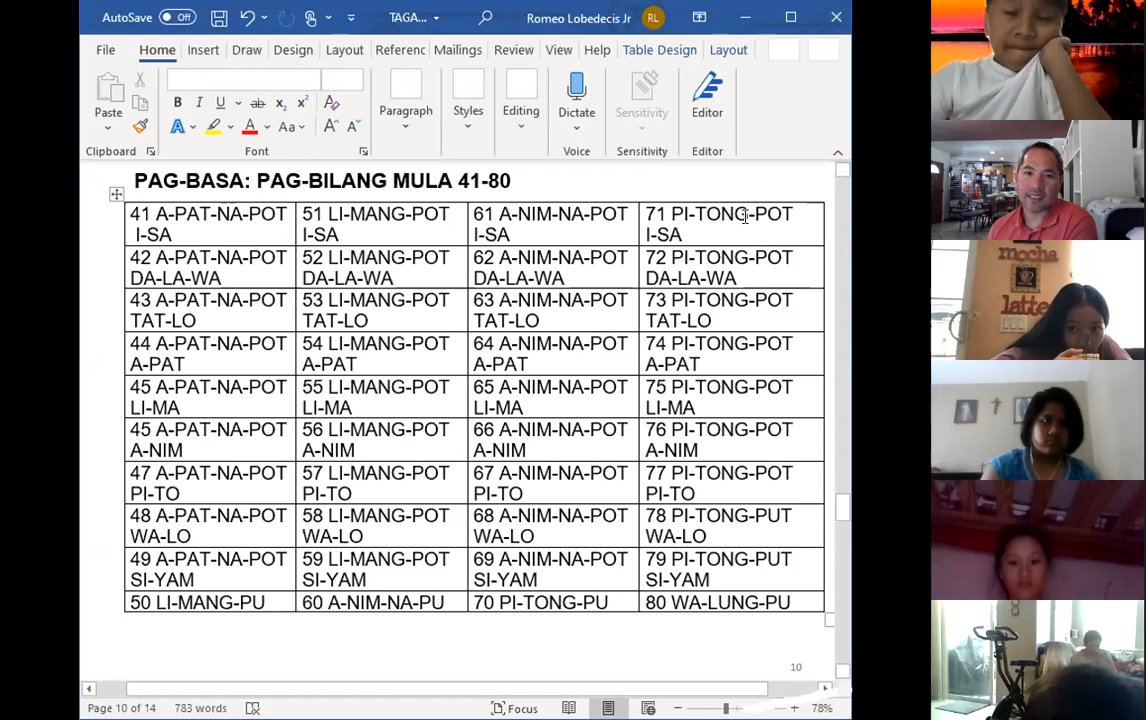 AutoSave Off TAGA... Romeo Lobedecis Jr RL
File Home Insert Draw Design Layout Referenc Mailings Review View Help Table Design Layout
Paste B I U ab x₂ x² A A Aa A A Paragraph Styles Editing Dictate Sensitivity Editor
Clipboard Font Voice Sensitivity Editor
PAG-BASA: PAG-BILANG MULA 41-80
41 A-PAT-NA-POT 51 LI-MANG-POT 61 A-NIM-NA-POT 71 PI-TONG-POT
I-SA I-SA I-SA I-SA
42 A-PAT-NA-POT 52 LI-MANG-POT 62 A-NIM-NA-POT 72 PI-TONG-POT
DA-LA-WA DA-LA-WA DA-LA-WA DA-LA-WA
43 A-PAT-NA-POT 53 LI-MANG-POT 63 A-NIM-NA-POT 73 PI-TONG-POT
TAT-LO TAT-LO TAT-LO TAT-LO
44 A-PAT-NA-POT 54 LI-MANG-POT 64 A-NIM-NA-POT 74 PI-TONG-POT
A-PAT A-PAT A-PAT A-PAT
45 A-PAT-NA-POT 55 LI-MANG-POT 65 A-NIM-NA-POT 75 PI-TONG-POT
LI-MA LI-MA LI-MA LI-MA
45 A-PAT-NA-POT 56 LI-MANG-POT 66 A-NIM-NA-POT 76 PI-TONG-POT
A-NIM A-NIM A-NIM A-NIM
47 A-PAT-NA-POT 57 LI-MANG-POT 67 A-NIM-NA-POT 77 PI-TONG-POT
PI-TO PI-TO PI-TO PI-TO
48 A-PAT-NA-POT 58 LI-MANG-POT 68 A-NIM-NA-POT 78 PI-TONG-PUT
WA-LO WA-LO WA-LO WA-LO
49 A-PAT-NA-POT 59 LI-MANG-POT 69 A-NIM-NA-POT 79 PI-TONG-PUT
SI-YAM SI-YAM SI-YAM SI-YAM
50 LI-MANG-PU 60 A-NIM-NA-PU 70 PI-TONG-PU 80 WA-LUNG-PU
10
Page 10 of 14 783 words Focus 78%
mocha
latte